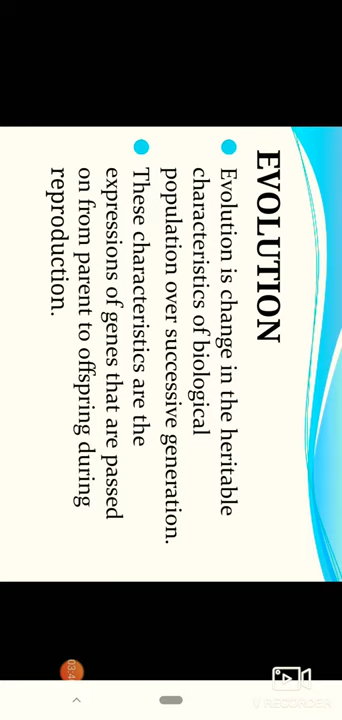 EVOLUTION
Evolution is change in the heritable
characteristics of biological
population over successive generation.
These characteristics are the
expressions of genes that are passed
on from parent to offspring during
reproduction.
V RECORDER